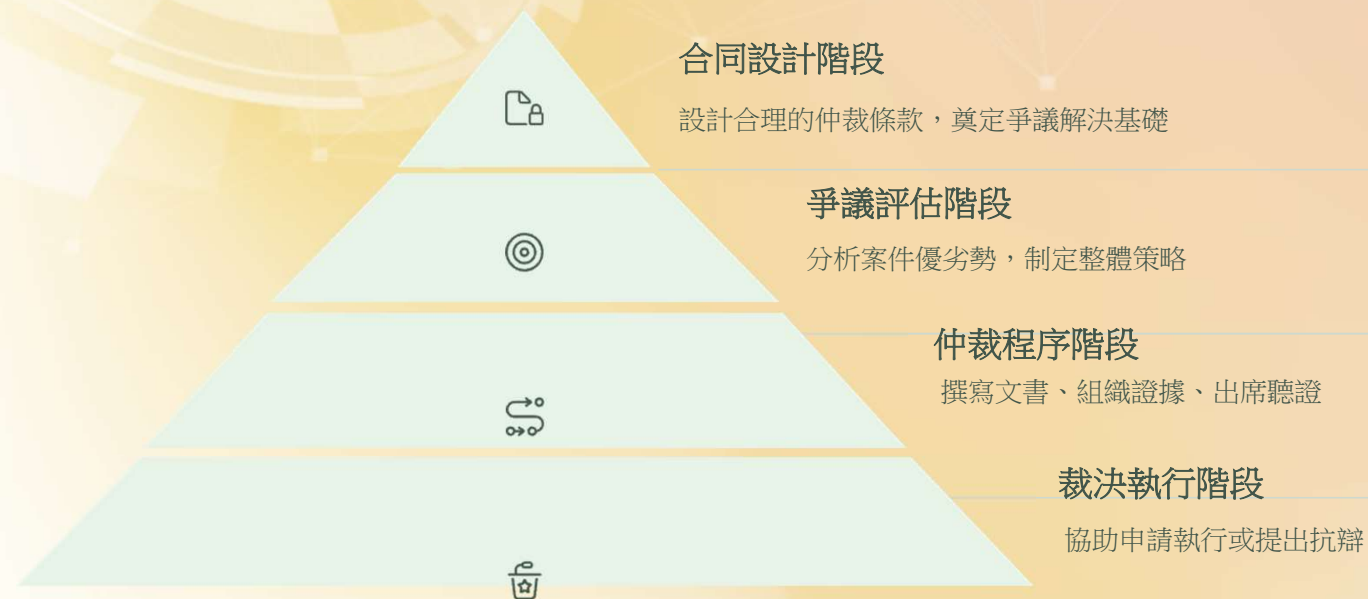 合同設計階段
設計合理的仲裁條款，奠定爭議解決基礎
爭議評估階段
分析案件優劣勢，制定整體策略
仲裁程序階段
撰寫文書、組織證據、出席聽證
裁決執行階段
協助申請執行或提出抗辯